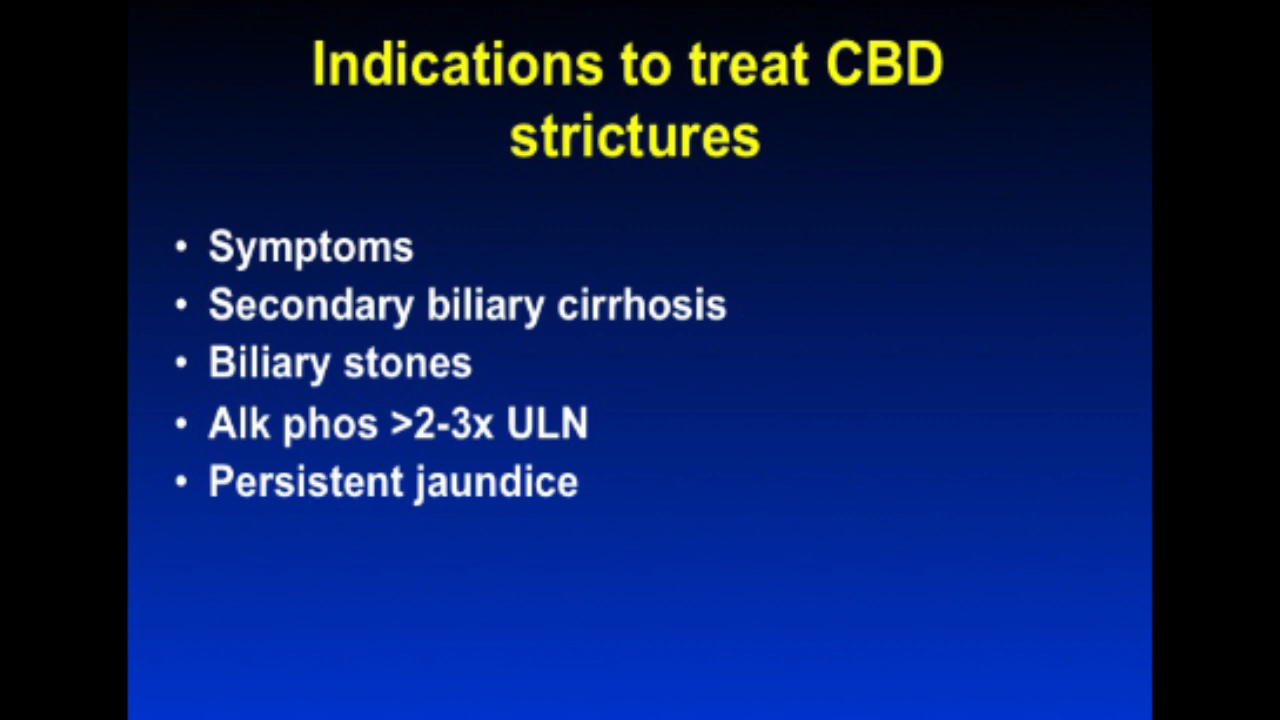 Indications to treat CBD
strictures
• Symptoms
• Secondary biliary cirrhosis
• Biliary stones
• Alk phos >2-3x ULN
• Persistent jaundice